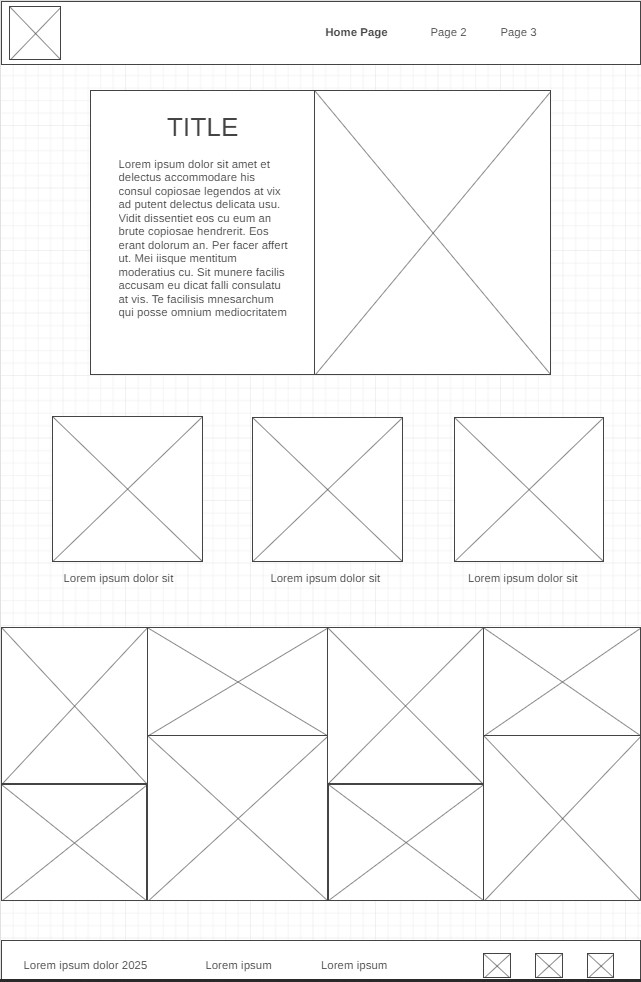 Home Page Page 2 Page 3
TITLE
Lorem ipsum dolor sit amet et
delectus accommodare his
consul copiosae legendos at vix
ad putent delectus delicata usu.
Vidit dissentiet eos cu eum an
brute copiosae hendrerit. Eos
erant dolorum an. Per facer affert
ut. Mei iisque mentitum
moderatius cu. Sit munere facilis
accusam eu dicat falli consulatu
at vis. Te facilisis mnesarchum
qui posse omnium mediocritatem
Lorem ipsum dolor sit Lorem ipsum dolor sit Lorem ipsum dolor sit
Lorem ipsum dolor 2025 Lorem ipsum Lorem ipsum